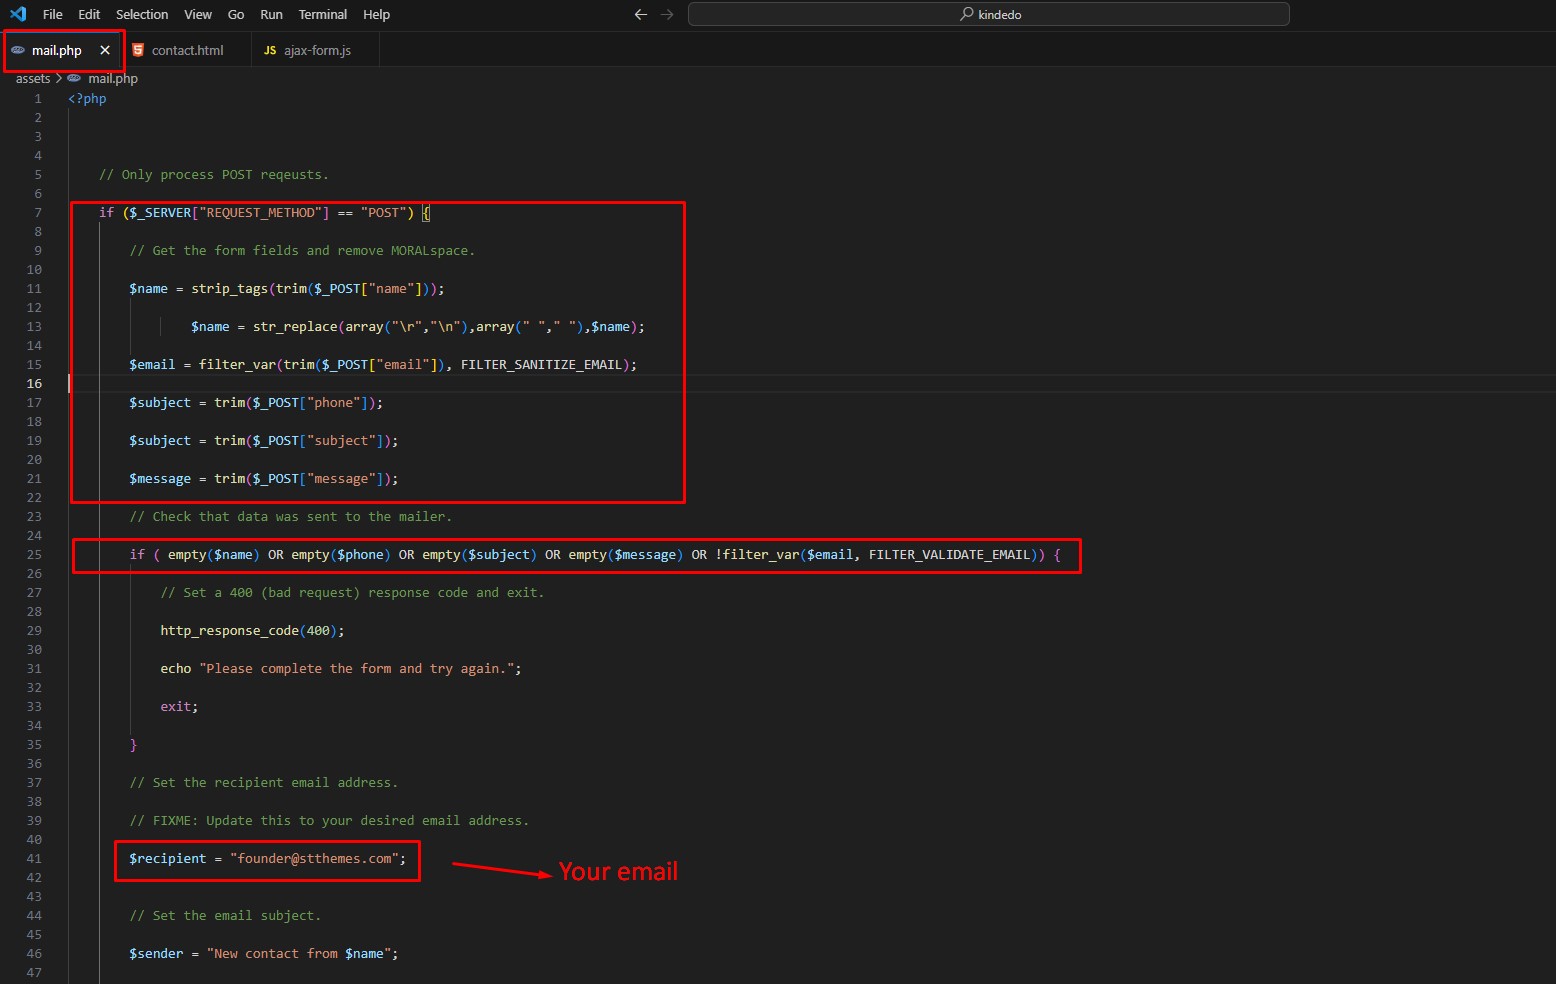 File Edit Selection View Go Run Terminal Help kindedo
mail.php contact.html JS ajax-form.js
assets > mail.php
1 <?php
2
3
4
5 // Only process POST reqeusts.
6
7 if ($_SERVER["REQUEST_METHOD"] == "POST") {
8
9 // Get the form fields and remove MORALspace.
10
11 $name = strip_tags(trim($_POST["name"]));
12
13 $name = str_replace(array("\r","\n"),array(" "," "),$name);
14
15 $email = filter_var(trim($_POST["email"]), FILTER_SANITIZE_EMAIL);
16
17 $subject = trim($_POST["phone"]);
18
19 $subject = trim($_POST["subject"]);
20
21 $message = trim($_POST["message"]);
22
23 // Check that data was sent to the mailer.
24
25 if ( empty($name) OR empty($phone) OR empty($subject) OR empty($message) OR !filter_var($email, FILTER_VALIDATE_EMAIL)) {
26
27 // Set a 400 (bad request) response code and exit.
28
29 http_response_code(400);
30
31 echo "Please complete the form and try again.";
32
33 exit;
34
35 }
36
37 // Set the recipient email address.
38
39 // FIXME: Update this to your desired email address.
40
41 $recipient = "founder@stthemes.com"; Your email
42
43
44 // Set the email subject.
45
46 $sender = "New contact from $name";
47